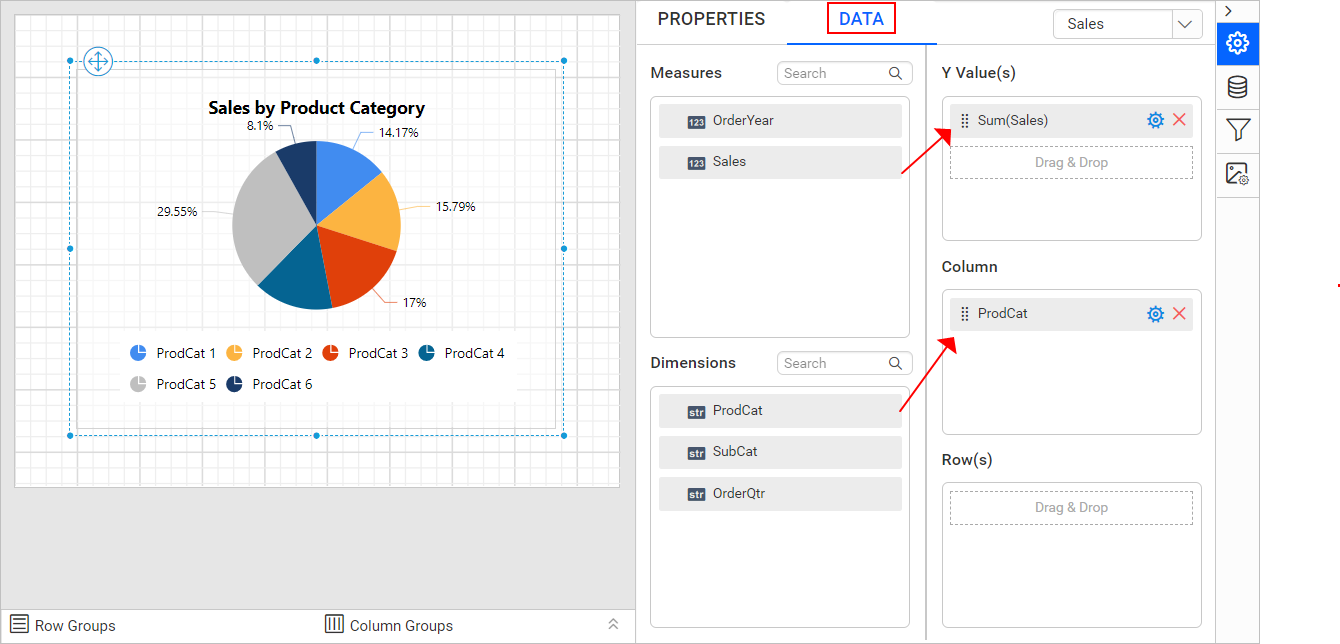 PROPERTIES
DATA
Sales
Measures
Search
123 OrderYear
123 Sales
Dimensions
Search
str ProdCat
str SubCat
str OrderQtr
Y Value(s)
Sum(Sales)
Drag & Drop
Column
ProdCat
Row(s)
Drag & Drop
Sales by Product Category
8.1%
14.17%
29.55%
15.79%
17%
ProdCat 1 ProdCat 2 ProdCat 3 ProdCat 4
ProdCat 5 ProdCat 6
Row Groups
Column Groups